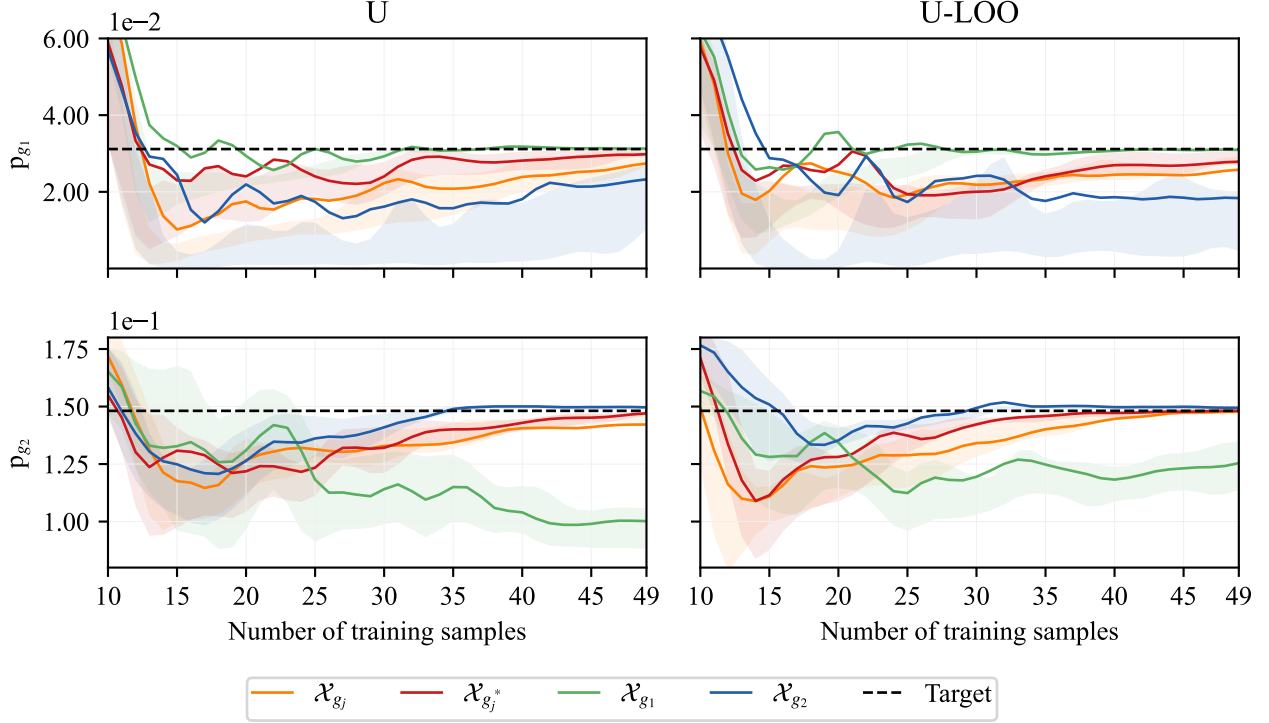 U
U-LOO
1e−2
6.00
4.00
2.00
p_{g_1}
1e−1
1.75
1.50
1.25
1.00
p_{g_2}
10 15 20 25 30 35 40 45 49
10 15 20 25 30 35 40 45 49
Number of training samples
Number of training samples
𝒳_{g_j} 𝒳_{g_j^*} 𝒳_{g_1} 𝒳_{g_2} Target